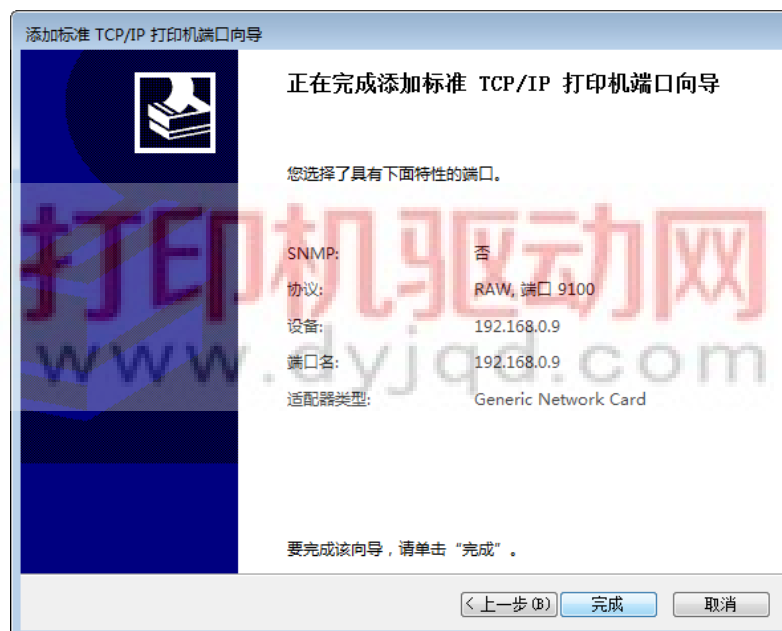 添加标准 TCP/IP 打印机端口向导
正在完成添加标准 TCP/IP 打印机端口向导
您选择了具有下面特性的端口。
打印机驱动网
SNMP: 否
协议: RAW, 端口 9100
设备: 192.168.0.9
www.dyjqd.com
端口名: 192.168.0.9
适配器类型: Generic Network Card
要完成该向导，请单击“完成”。
< 上一步(B) 完成 取消